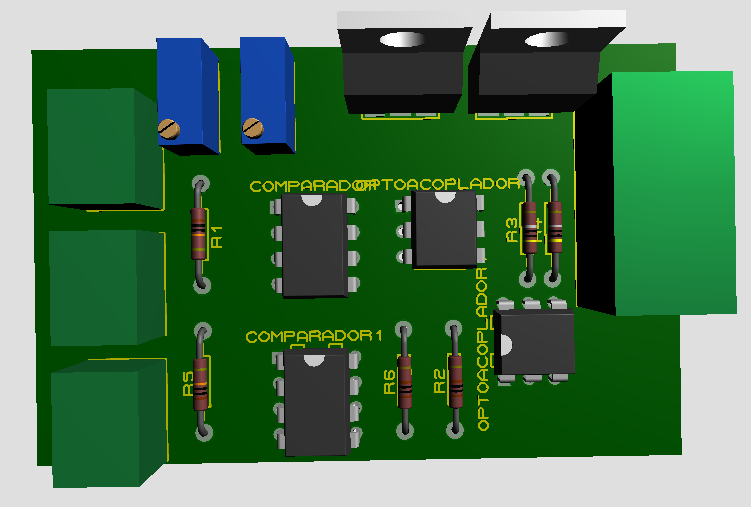 COMPARADOR
OPTOACOPLADOR
R1
R3
R4
COMPARADOR1
OPTOACOPLADOR
R5
R6
R2